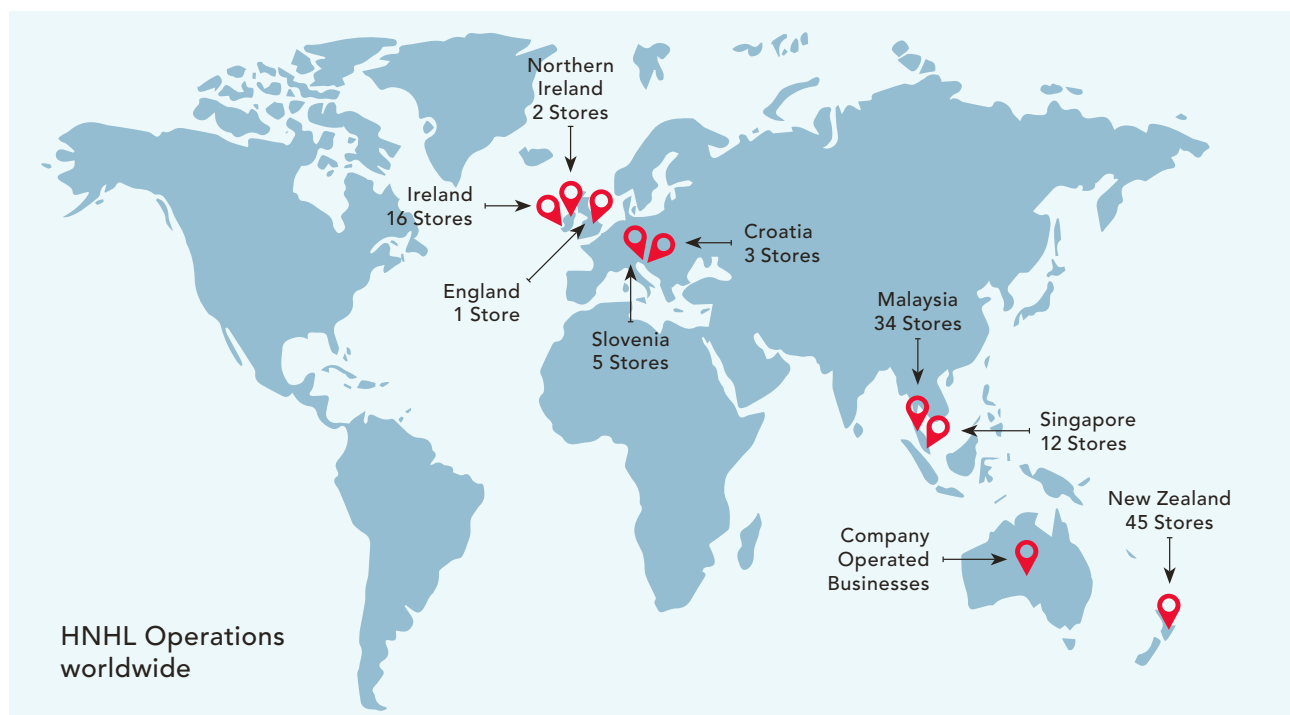 Northern
Ireland
2 Stores
Ireland
16 Stores
England
1 Store
Croatia
3 Stores
Slovenia
5 Stores
Malaysia
34 Stores
Singapore
12 Stores
New Zealand
45 Stores
Company
Operated
Businesses
HNHL Operations
worldwide